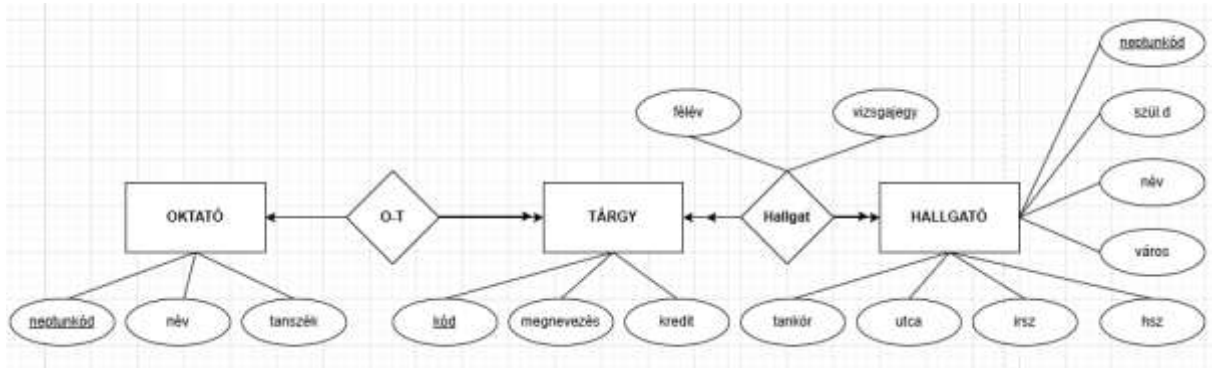 neptunkód
félév
vizsgajegy
szül.d
név
OKTATÓ
O-T
TÁRGY
Hallgat
HALLGATÓ
város
neptunkód
név
tanszék
kód
megnevezés
kredit
tankör
utca
irsz
hsz